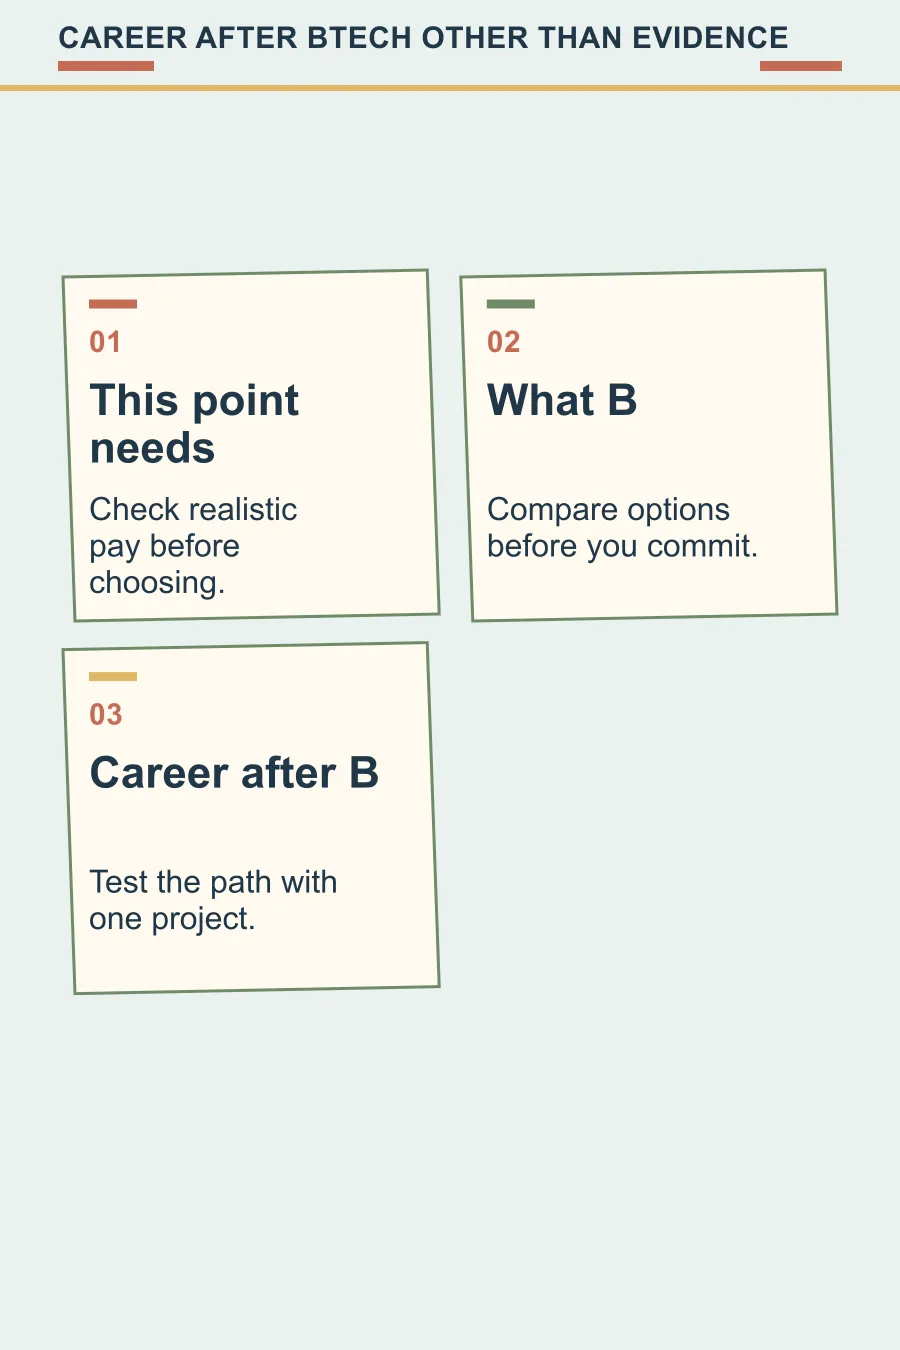 CAREER AFTER BTECH OTHER THAN EVIDENCE
01
This point
needs
Check realistic
pay before
choosing.
02
What B
Compare options
before you commit.
03
Career after B
Test the path with
one project.